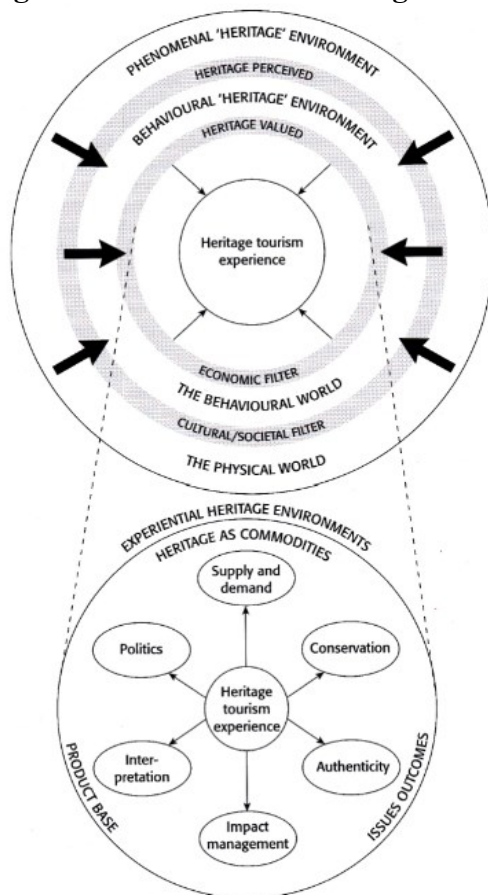 PHENOMENAL 'HERITAGE' ENVIRONMENT
HERITAGE PERCEIVED
BEHAVIOURAL 'HERITAGE' ENVIRONMENT
HERITAGE VALUED
Heritage tourism
experience
ECONOMIC FILTER
THE BEHAVIOURAL WORLD
CULTURAL/SOCIETAL FILTER
THE PHYSICAL WORLD
EXPERIENTIAL HERITAGE ENVIRONMENTS
HERITAGE AS COMMODITIES
Supply and
demand
Politics
Conservation
Heritage
tourism
experience
Inter-
pretation
Authenticity
Impact
management
PRODUCT BASE
ISSUES OUTCOMES